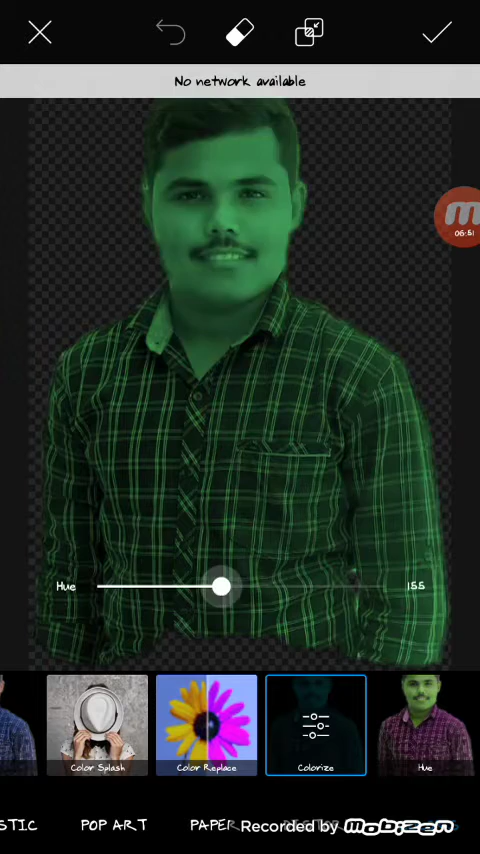 No network available
m
06:51
Hue
155
Color Splash
Color Replace
Colorize
Hue
STIC
POP ART
PAPER
Recorded by mobizen